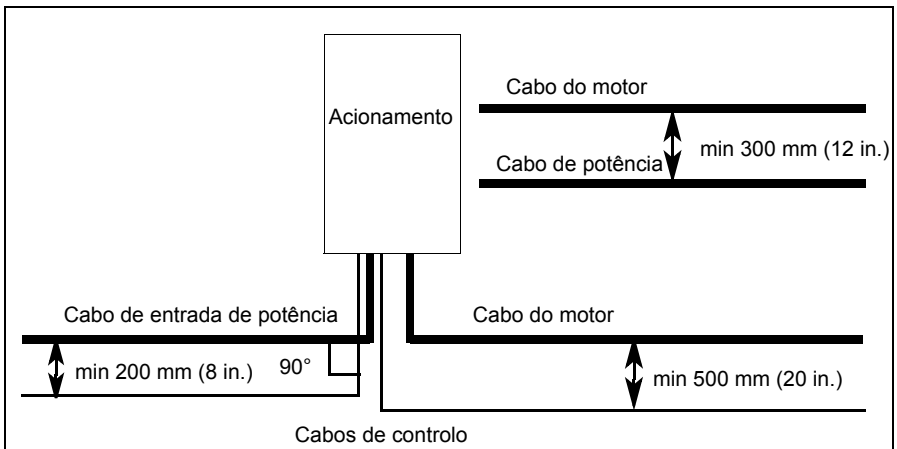 Cabo do motor
Acionamento
min 300 mm (12 in.)
Cabo de potência
Cabo de entrada de potência
Cabo do motor
min 200 mm (8 in.)
90°
min 500 mm (20 in.)
Cabos de controlo